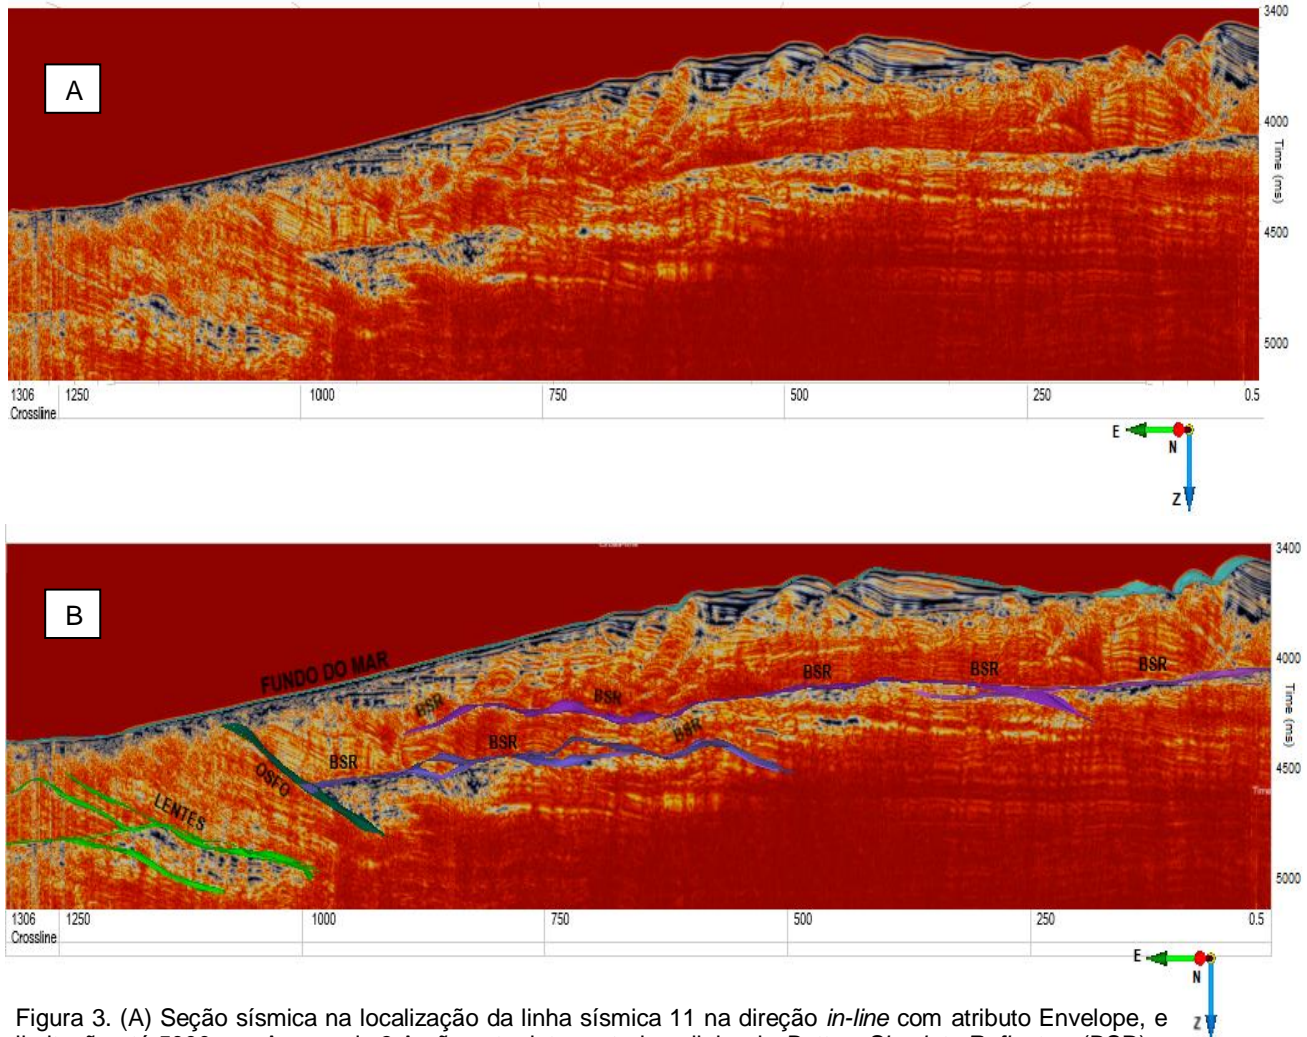 3400
A
4000
Time (ms)
4500
5000
1306 1250 1000 750 500 250 0.5
Crossline
E
N
Z
3400
B
FUNDO DO MAR
4000
BSR BSR BSR BSR BSR
Time (ms)
BSR BSR BSR
OSFO
4500
Time
LENTES
5000
1306 1250 1000 750 500 250 0.5
Crossline
E
N
Z
Figura 3. (A) Seção sísmica na localização da linha sísmica 11 na direção in-line com atributo Envelope, e